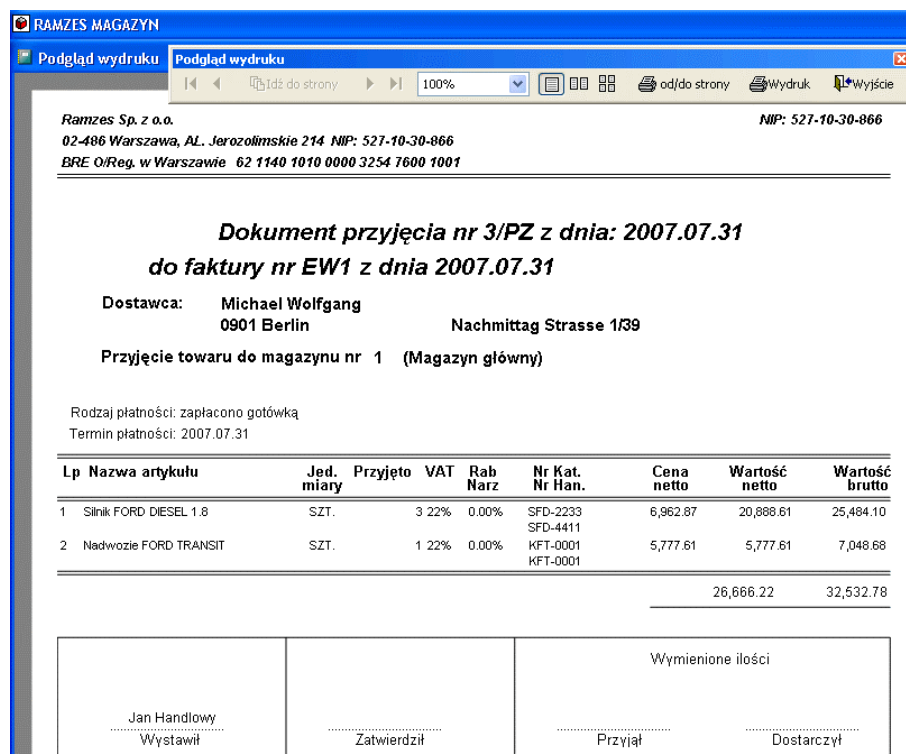 RAMZES MAGAZYN
Podgląd wydruku
Podgląd wydruku
Idź do strony 100% od/do strony Wydruk Wyjście
Ramzes Sp. z o.o. NIP: 527-10-30-866
02-486 Warszawa, AL. Jerozolimskie 214 NIP: 527-10-30-866
BRE O/Reg. w Warszawie 62 1140 1010 0000 3254 7600 1001
Dokument przyjęcia nr 3/PZ z dnia: 2007.07.31
do faktury nr EW1 z dnia 2007.07.31
Dostawca: Michael Wolfgang
0901 Berlin Nachmittag Strasse 1/39
Przyjęcie towaru do magazynu nr 1 (Magazyn główny)
Rodzaj płatności: zapłacono gotówką
Termin płatności: 2007.07.31
Lp Nazwa artykułu Jed. Przyjęto VAT Rab Nr Kat. Cena Wartość Wartość
miary Narz Nr Han. netto netto brutto
1 Silnik FORD DIESEL 1.8 SZT. 3 22% 0.00% SFD-2233 6,962.87 20,888.61 25,484.10
SFD-4411
2 Nadwozie FORD TRANSIT SZT. 1 22% 0.00% KFT-0001 5,777.61 5,777.61 7,048.68
KFT-0001
26,666.22 32,532.78
Wymienione ilości
Jan Handlowy
Wystawił Zatwierdził Przyjął Dostarczył